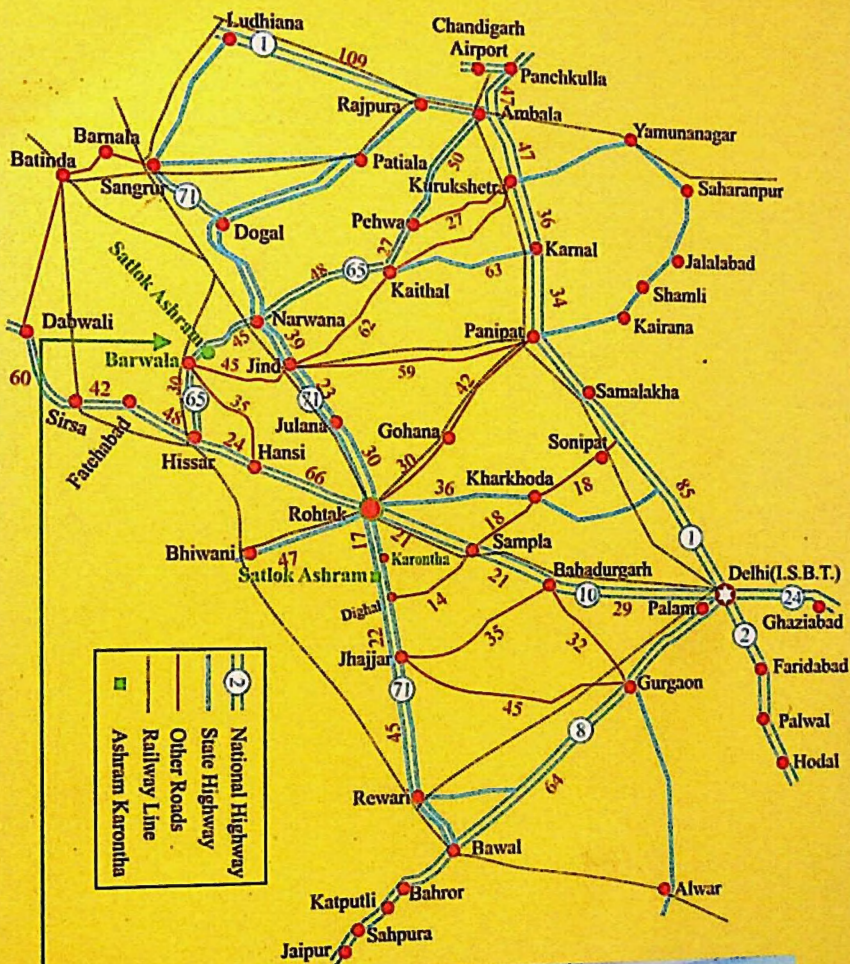 Ludhiana
1
109
Chandigarh
Airport
Panchkulla
47
Rajpura
Ambala
Yamunanagar
Barnala
Batinda
Sangrur
71
Patiala
50
47
Kurukshetra
Saharanpur
Dogal
Pehwa
27
36
Satlok Ashram
48
65
27
Karnal
63
Jalalabad
Kaithal
Shamli
34
Kairana
Dabwali
Narwana
45
39
62
Panipat
Barwala
45
Jind
59
60
30
65
35
23
71
42
Samalakha
42
Sirsa
Fatchabad
48
Julana
Gohana
Sonipat
24
Hissar
Hansi
30
30
66
Kharkhoda
36
18
85
Rohtak
18
Sampla
1
17
21
Bhiwani
47
Karontha
21
Bahadurgarh
Delhi(I.S.B.T.)
Satlok Ashram
10
29
Palam
24
Ghaziabad
Dighal
14
2
22
35
32
Faridabad
Jhajjar
71
45
Gurgaon
Palwal
8
Hodal
45
64
Rewari
Bawal
Alwar
Bahror
Katputli
Sahpura
Jaipur
2 National Highway
State Highway
Other Roads
Railway Line
Ashram Karontha